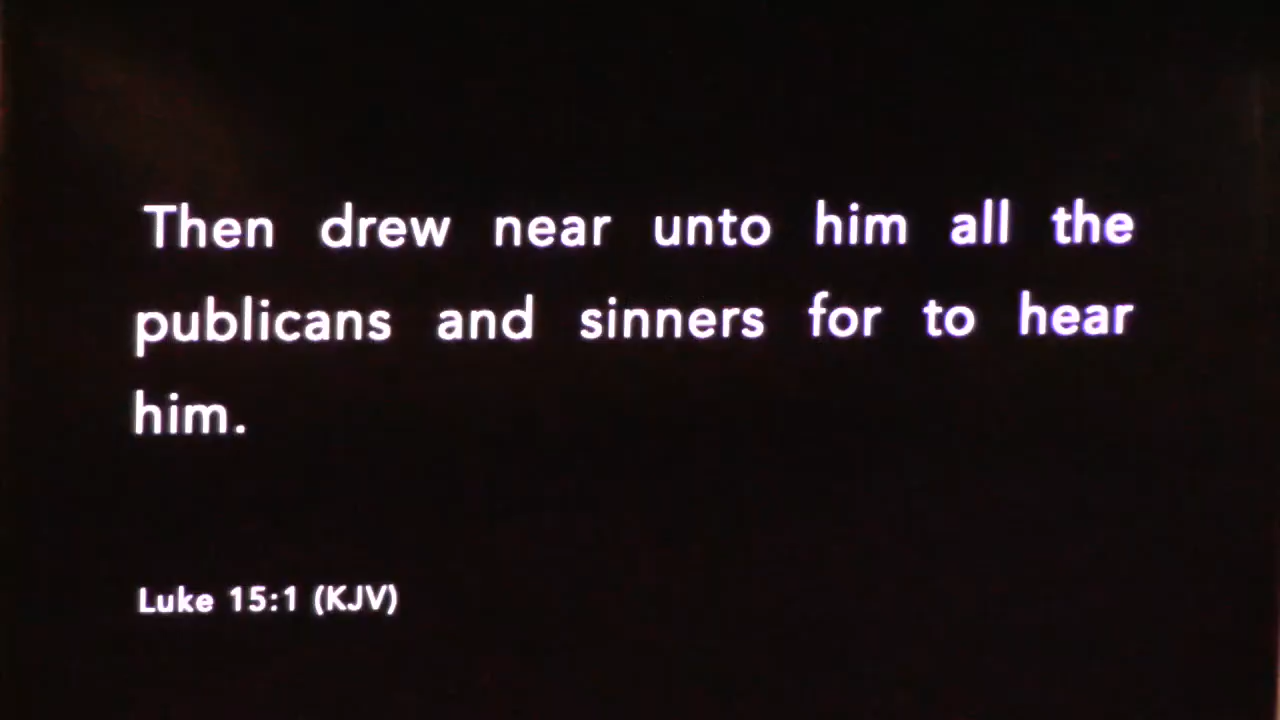 Then drew near unto him all the
publicans and sinners for to hear
him.
Luke 15:1 (KJV)